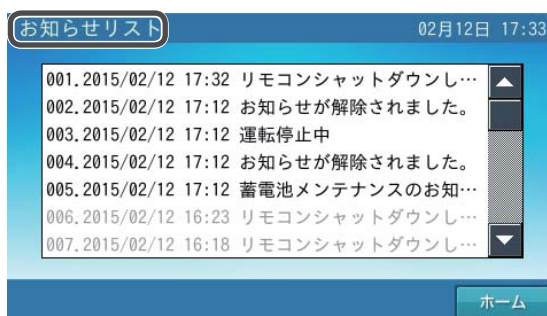 お知らせリスト 02月12日 17:33
001.2015/02/12 17:32 リモコンシャットダウンし…
002.2015/02/12 17:12 お知らせが解除されました。
003.2015/02/12 17:12 運転停止中
004.2015/02/12 17:12 お知らせが解除されました。
005.2015/02/12 17:12 蓄電池メンテナンスのお知…
006.2015/02/12 16:23 リモコンシャットダウンし…
007.2015/02/12 16:18 リモコンシャットダウンし…
ホーム